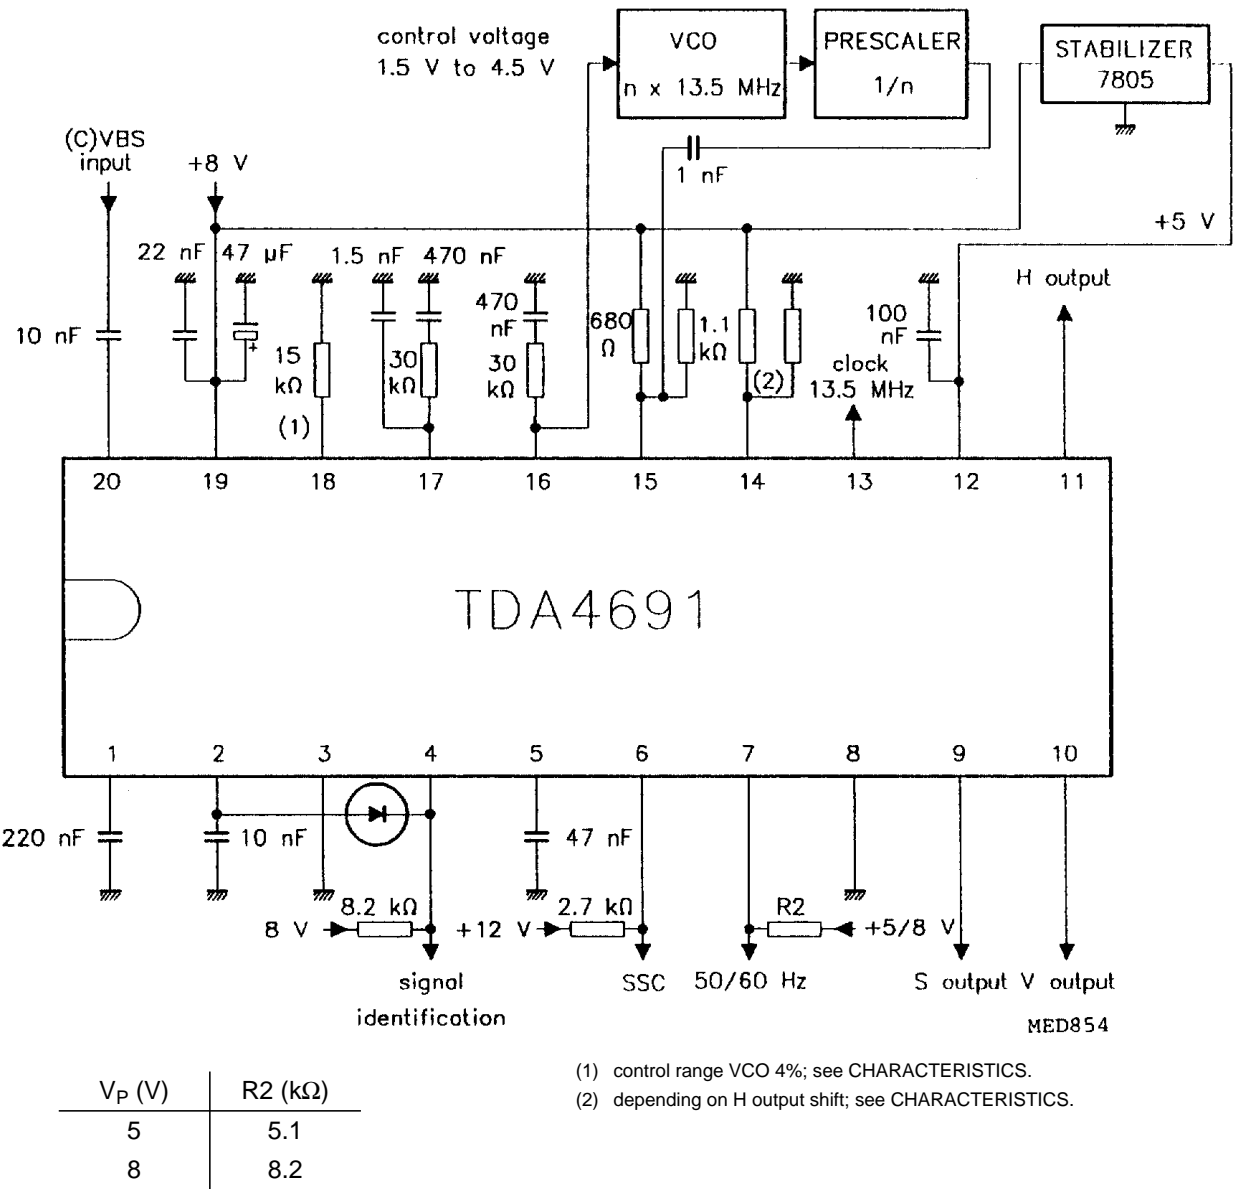 control voltage
1.5 V to 4.5 V
VCO
n x 13.5 MHz
PRESCALER
1/n
STABILIZER
7805
(C)VBS
input
+8 V
1 nF
+5 V
22 nF
47 µF
1.5 nF
470 nF
H output
10 nF
15
kΩ
(1)
30
kΩ
470
nF
30
kΩ
680
Ω
1.1
kΩ
(2)
clock
13.5 MHz
100
nF
20 19 18 17 16 15 14 13 12 11
TDA4691
1 2 3 4 5 6 7 8 9 10
220 nF
10 nF
47 nF
8 V
8.2 kΩ
+12 V
2.7 kΩ
R2
+5/8 V
signal
identification
SSC
50/60 Hz
S output
V output
MED854
(1) control range VCO 4%; see CHARACTERISTICS.
(2) depending on H output shift; see CHARACTERISTICS.
VP (V) R2 (kΩ)
5 5.1
8 8.2